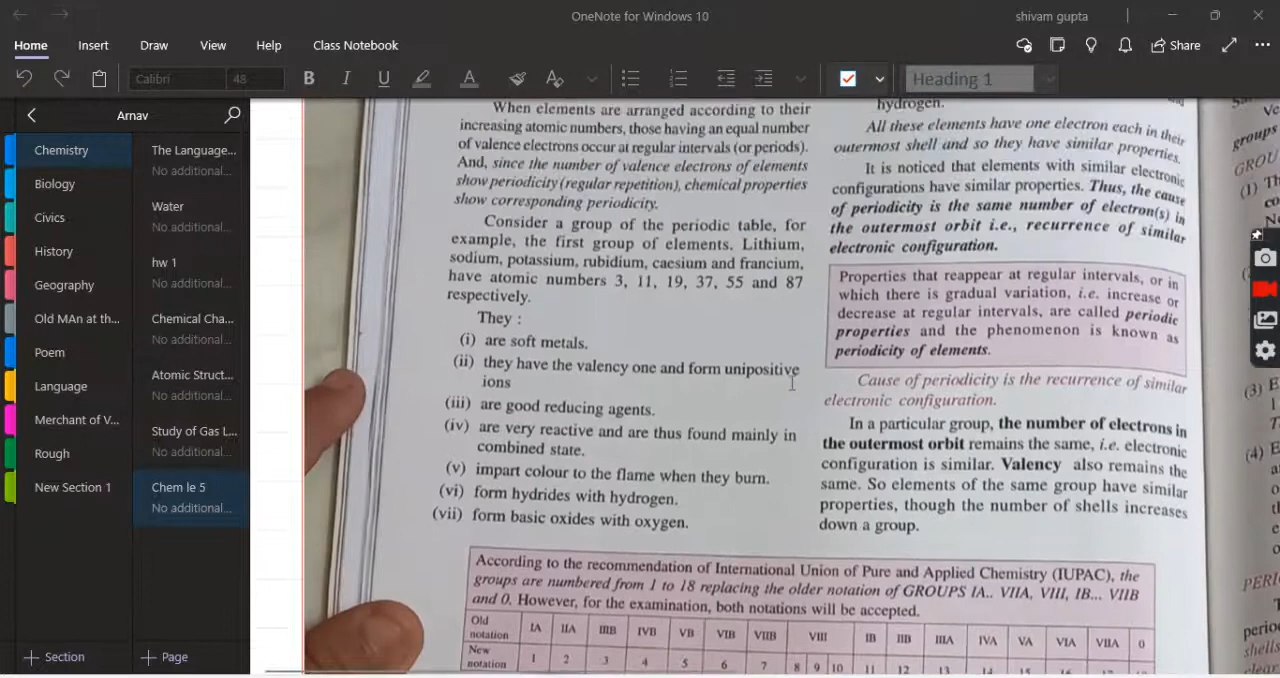 OneNote for Windows 10
shivam gupta
Home
Insert
Draw
View
Help
Class Notebook
Share
Calibri
48
B
I
U
A
Heading 1
Arnav
Chemistry
Biology
Civics
History
Geography
Old MAn at th...
Poem
Language
Merchant of V...
Rough
New Section 1
The Language...
No additional...
Water
No additional...
hw 1
No additional...
Chemical Cha...
No additional...
Atomic Struct...
No additional...
Study of Gas L...
No additional...
Chem le 5
No additional...
+ Section
+ Page
When elements are arranged according to their
increasing atomic numbers, those having an equal number
of valence electrons occur at regular intervals (or periods).
And, since the number of valence electrons of elements
show periodicity (regular repetition), chemical properties
show corresponding periodicity.
Consider a group of the periodic table, for
example, the first group of elements. Lithium,
sodium, potassium, rubidium, caesium and francium,
have atomic numbers 3, 11, 19, 37, 55 and 87
respectively.
They :
(i) are soft metals.
(ii) they have the valency one and form unipositive
ions
(iii) are good reducing agents.
(iv) are very reactive and are thus found mainly in
combined state.
(v) impart colour to the flame when they burn.
(vi) form hydrides with hydrogen.
(vii) form basic oxides with oxygen.
hydrogen.
All these elements have one electron each in their
outermost shell and so they have similar properties.
It is noticed that elements with similar electronic
configurations have similar properties. Thus, the cause
of periodicity is the same number of electron(s) in
the outermost orbit i.e., recurrence of similar
electronic configuration.
Properties that reappear at regular intervals, or in
which there is gradual variation, i.e. increase or
decrease at regular intervals, are called periodic
properties and the phenomenon is known as
periodicity of elements.
Cause of periodicity is the recurrence of similar
electronic configuration.
In a particular group, the number of electrons in
the outermost orbit remains the same, i.e. electronic
configuration is similar. Valency also remains the
same. So elements of the same group have similar
properties, though the number of shells increases
down a group.
According to the recommendation of International Union of Pure and Applied Chemistry (IUPAC), the
groups are numbered from 1 to 18 replacing the older notation of GROUPS IA.. VIIA, VIII, IB... VIIB
and 0. However, for the examination, both notations will be accepted.
Old notation IA IIA IIIB IVB VB VIB VIIB VIII IB IIB IIIA IVA VA VIA VIIA 0
New notation 1 2 3 4 5 6 7 8 9 10 11 12 13 14 15 16 17 18
Ve
groups
GROU
(1) Th
co
(3) E
(4) E
PERI
T
perio
shells
clear